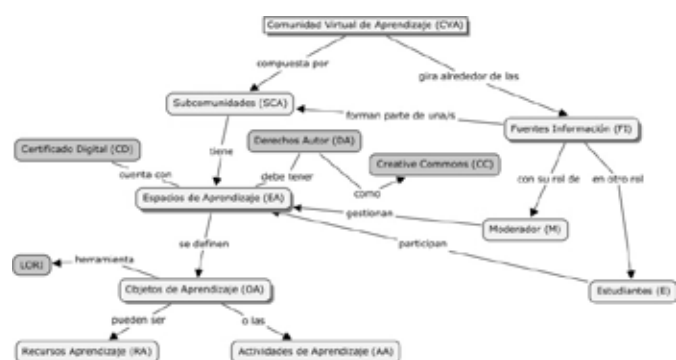 Comunidad Virtual de Aprendizaje (CVA)
compuesta por
gira alrededor de las
Subcomunidades (SCA)
forman parte de una/s
Fuentes Información (FI)
Certificado Digital (CD)
tiene
Derechos Autor (DA)
Creative Commons (CC)
cuenta con
debe tener
como
con su rol de
en otro rol
Espacios de Aprendizaje (EA)
gestionan
Moderador (M)
se definen
participan
LORI
herramienta
Objetos de Aprendizaje (OA)
Estudiantes (E)
pueden ser
o las
Recursos Aprendizaje (RA)
Actividades de Aprendizaje (AA)